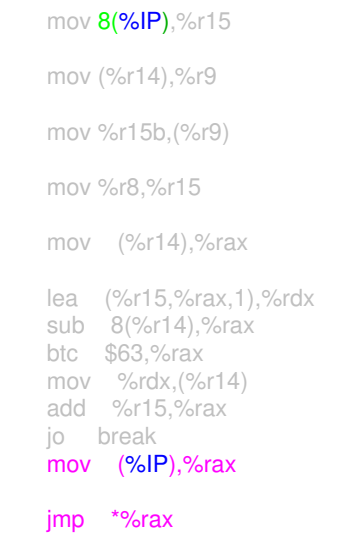 mov 8(%IP),%r15
mov (%r14),%r9
mov %r15b,(%r9)
mov %r8,%r15
mov (%r14),%rax
lea (%r15,%rax,1),%rdx
sub 8(%r14),%rax
btc $63,%rax
mov %rdx,(%r14)
add %r15,%rax
jo break
mov (%IP),%rax
jmp *%rax